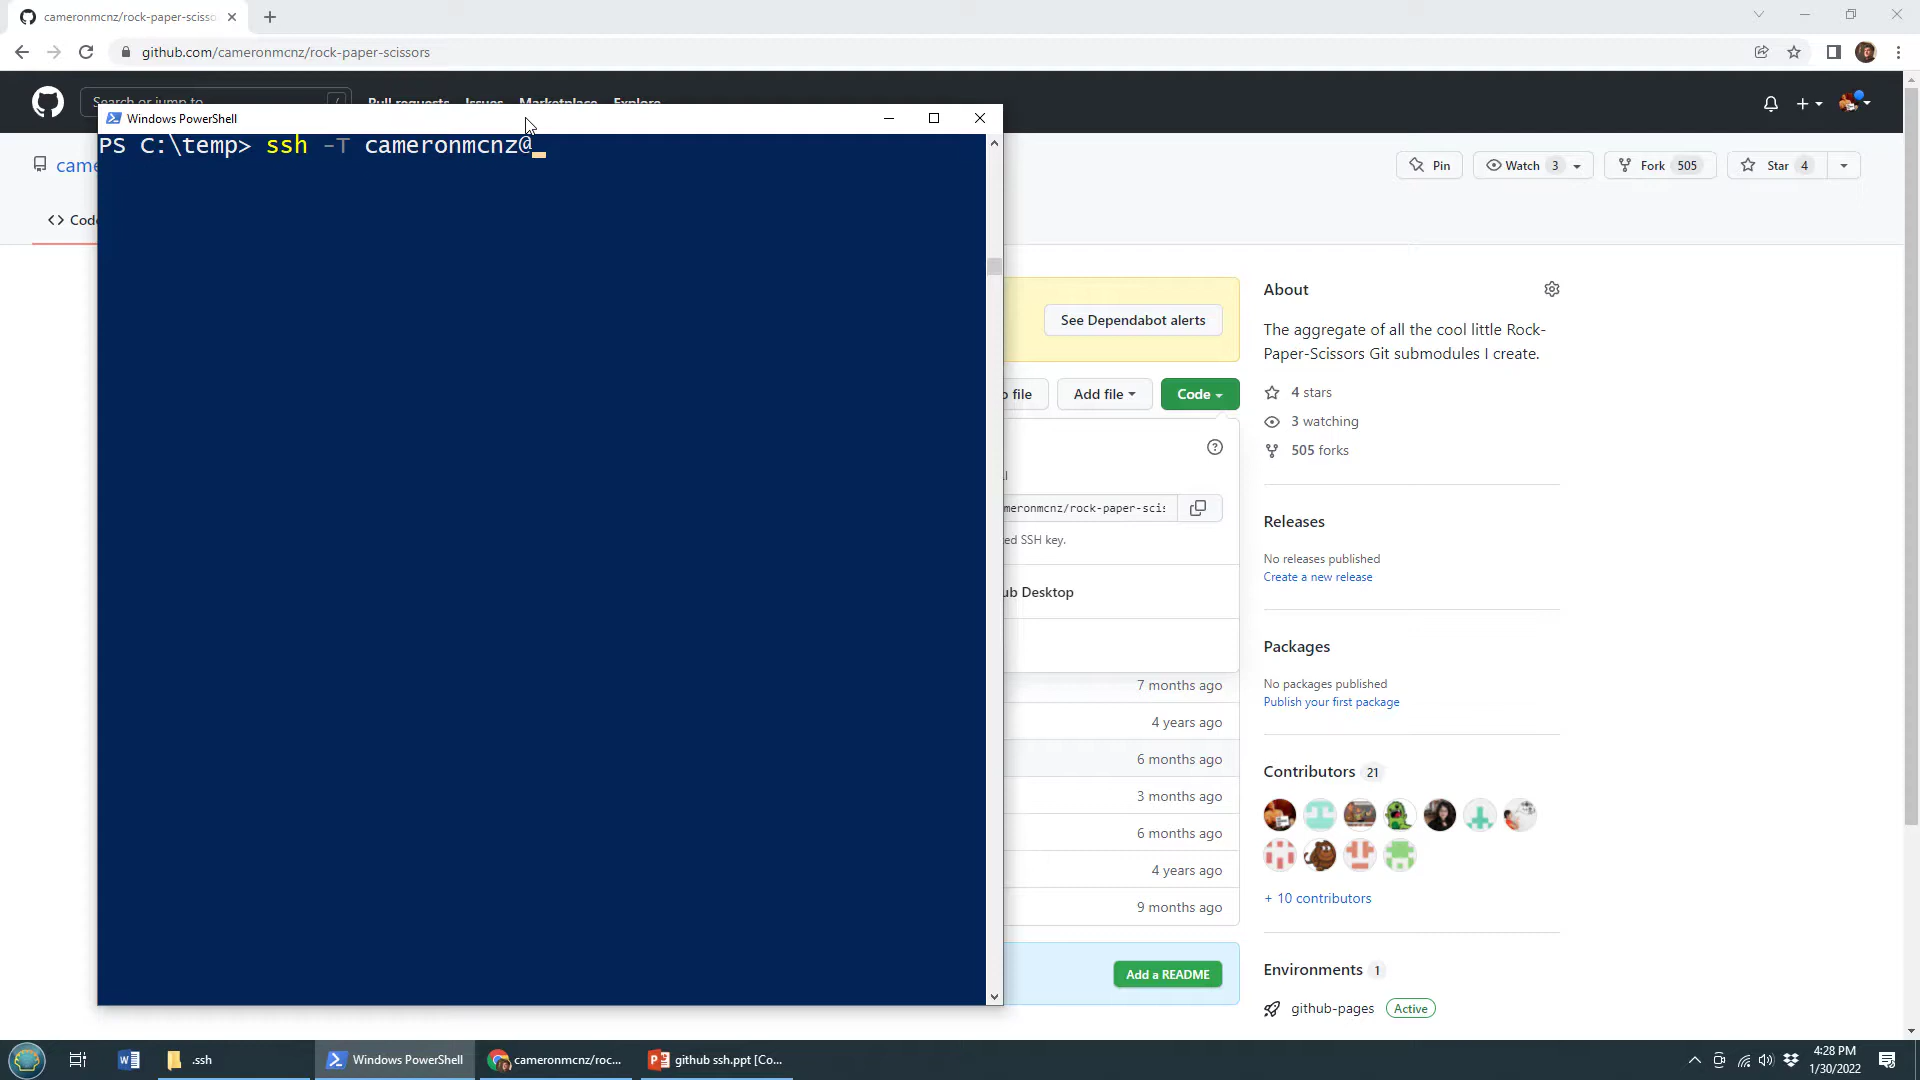 cameronmcnz/rock-paper-scisso
github.com/cameronmcnz/rock-paper-scissors
Search or jump to
/
Pull requests
Issues
Marketplace
Explore
Windows PowerShell
PS C:\temp> ssh -T cameronmcnz@
came
Pin
Watch 3
Fork 505
Star 4
<> Code
See Dependabot alerts
o file
Add file
Code
meronmcnz/rock-paper-scis
ed SSH key.
ub Desktop
7 months ago
4 years ago
6 months ago
3 months ago
6 months ago
4 years ago
9 months ago
Add a README
About
The aggregate of all the cool little Rock-
Paper-Scissors Git submodules I create.
4 stars
3 watching
505 forks
Releases
No releases published
Create a new release
Packages
No packages published
Publish your first package
Contributors 21
+ 10 contributors
Environments 1
github-pages Active
.ssh
Windows PowerShell
cameronmcnz/roc...
github ssh.ppt [Co...
4:28 PM
1/30/2022